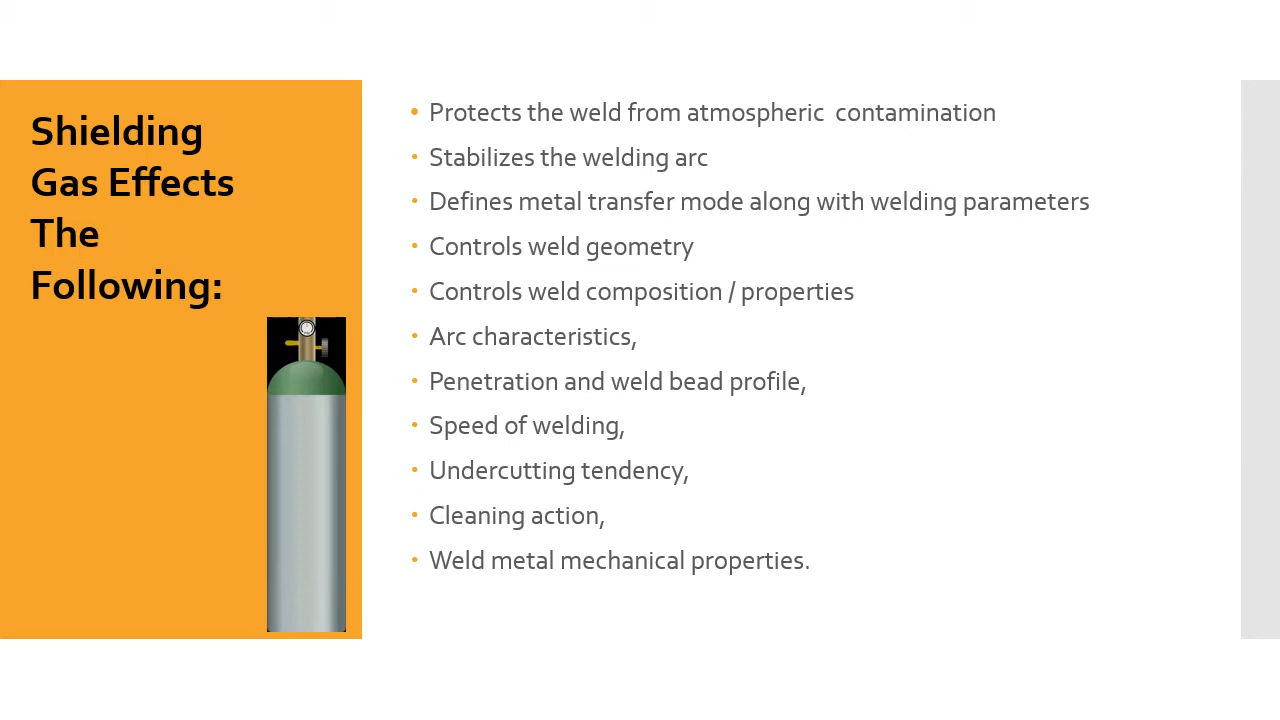 Shielding
Gas Effects
The
Following:
• Protects the weld from atmospheric  contamination
• Stabilizes the welding arc
• Defines metal transfer mode along with welding parameters
• Controls weld geometry
• Controls weld composition / properties
• Arc characteristics,
• Penetration and weld bead profile,
• Speed of welding,
• Undercutting tendency,
• Cleaning action,
• Weld metal mechanical properties.